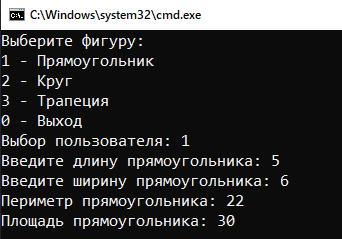 C:\Windows\system32\cmd.exe
Выберите фигуру:
1 - Прямоугольник
2 - Круг
3 - Трапеция
0 - Выход
Выбор пользователя: 1
Введите длину прямоугольника: 5
Введите ширину прямоугольника: 6
Периметр прямоугольника: 22
Площадь прямоугольника: 30